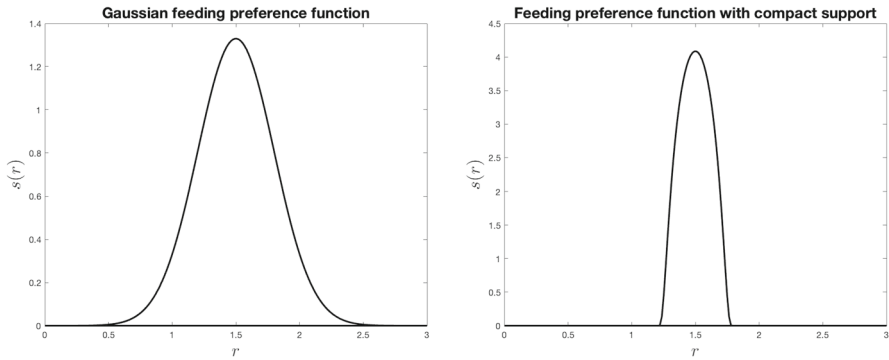 Gaussian feeding preference function
1.4
1.2
1
0.8
0.6
0.4
0.2
0
s(r)
0 0.5 1 1.5 2 2.5 3
r
Feeding preference function with compact support
4.5
4
3.5
3
2.5
2
1.5
1
0.5
0
s(r)
0 0.5 1 1.5 2 2.5 3
r